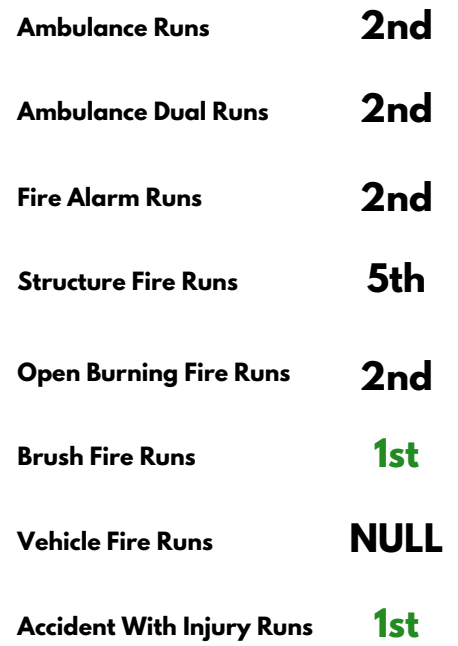 Ambulance Runs 2nd
Ambulance Dual Runs 2nd
Fire Alarm Runs 2nd
Structure Fire Runs 5th
Open Burning Fire Runs 2nd
Brush Fire Runs 1st
Vehicle Fire Runs NULL
Accident With Injury Runs 1st